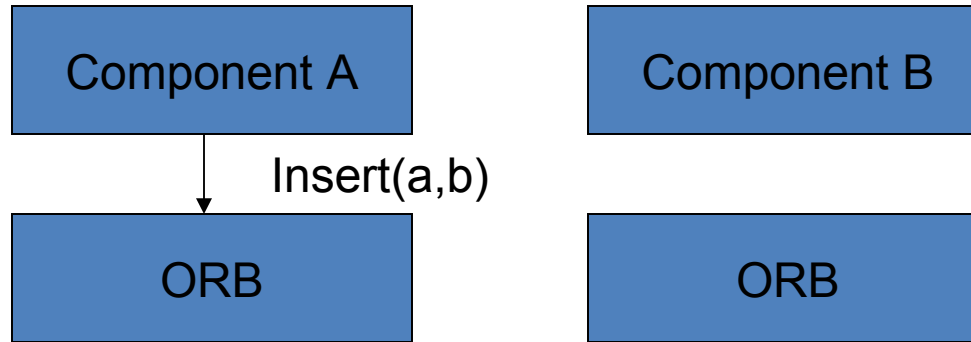 Component A
Component B
Insert(a,b)
ORB
ORB